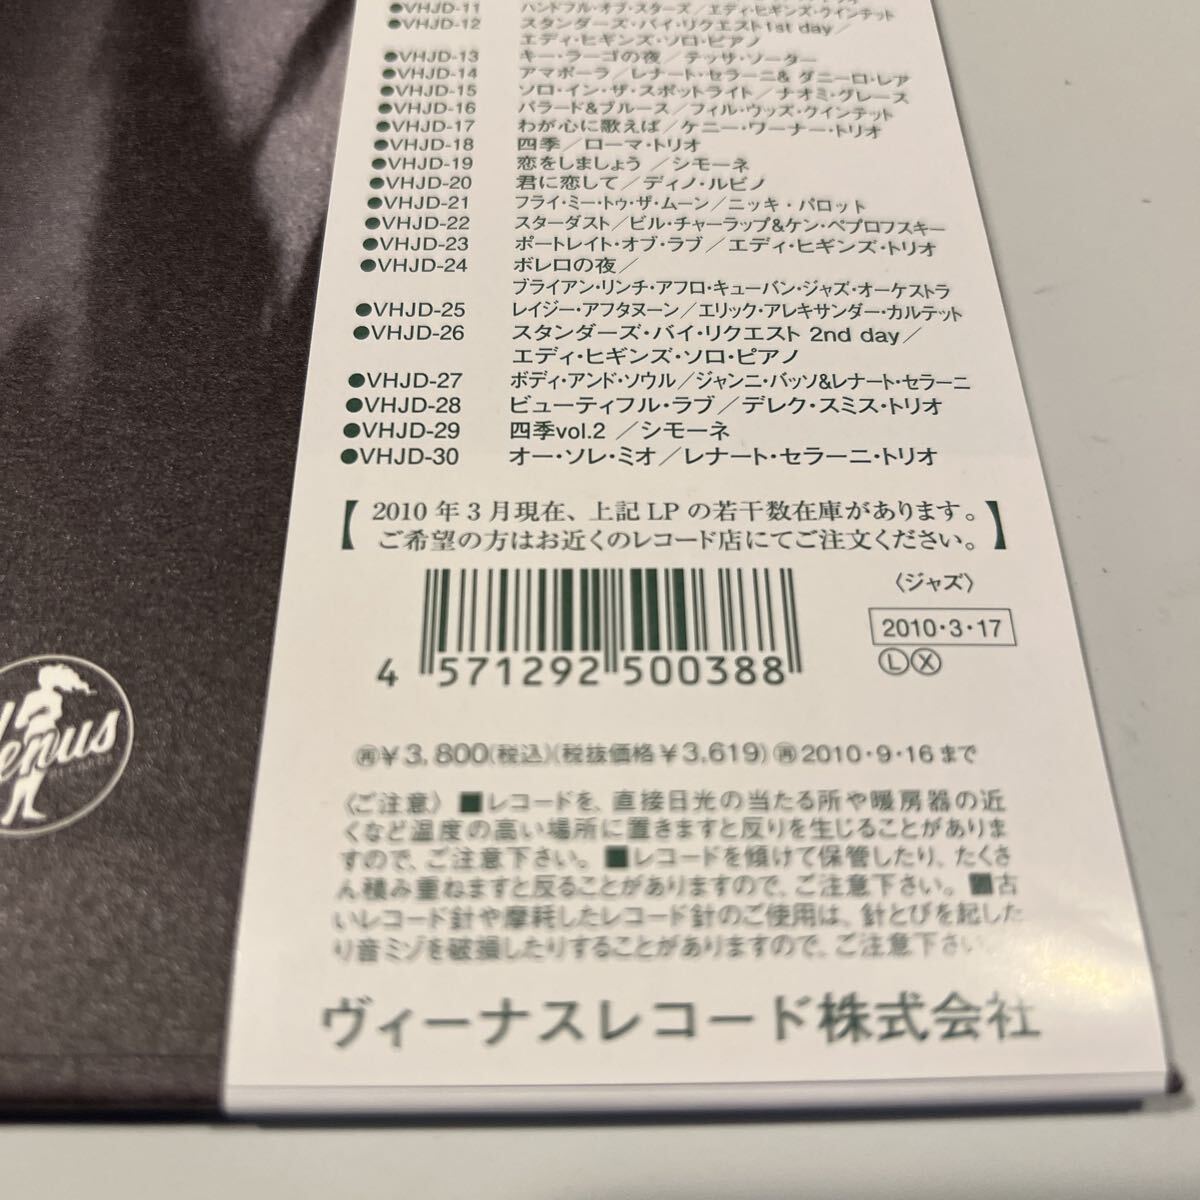 ●VHJD-11 ハンドフル・オブ・スターズ／エディ・ヒギンズ・クインテット
●VHJD-12 スタンダーズ・バイ・リクエスト1st day／
エディ・ヒギンズ・ソロ・ピアノ
●VHJD-13 キー・ラーゴの夜／テッサ・ソーター
●VHJD-14 アマポーラ／レナート・セラーニ& ダニーロ・レア
●VHJD-15 ソロ・イン・ザ・スポットライト／ナオミ・グレース
●VHJD-16 バラード&ブルース／フィル・ウッズ・クインテット
●VHJD-17 わが心に歌えば／ケニー・ワーナー・トリオ
●VHJD-18 四季／ローマ・トリオ
●VHJD-19 恋をしましょう ／シモーネ
●VHJD-20 君に恋して／ディノ・ルビノ
●VHJD-21 フライ・ミー・トゥ・ザ・ムーン／ニッキ・パロット
●VHJD-22 スターダスト／ビル・チャーラップ&ケン・ペプロフスキー
●VHJD-23 ポートレイト・オブ・ラブ／エディ・ヒギンズ・トリオ
●VHJD-24 ボレロの夜／
ブライアン・リンチ・アフロ・キューバン・ジャズ・オーケストラ
●VHJD-25 レイジー・アフタヌーン／エリック・アレキサンダー・カルテット
●VHJD-26 スタンダーズ・バイ・リクエスト 2nd day／
エディ・ヒギンズ・ソロ・ピアノ
●VHJD-27 ボディ・アンド・ソウル／ジャンニ・バッソ&レナート・セラーニ
●VHJD-28 ビューティフル・ラブ／デレク・スミス・トリオ
●VHJD-29 四季vol.2 ／シモーネ
●VHJD-30 オー・ソレ・ミオ／レナート・セラーニ・トリオ
【2010年3月現在、上記LPの若干数在庫があります。
ご希望の方はお近くのレコード店にてご注文ください。】
〈ジャズ〉
2010・3・17
Ⓛⓧ
4 571292 500388
Venus
㊝¥3,800(税込)(税抜価格¥3,619)㊝2010・9・16まで
〈ご注意〉■レコードを、直接日光の当たる所や暖房器の近
くなど温度の高い場所に置きますと反りを生じることがありま
すので、ご注意下さい。■レコードを傾けて保管したり、たくさ
ん積み重ねますと反ることがありますので、ご注意下さい。■古
いレコード針や摩耗したレコード針のご使用は、針とびを起した
り音ミゾを破損したりすることがありますので、ご注意下さい。
ヴィーナスレコード株式会社